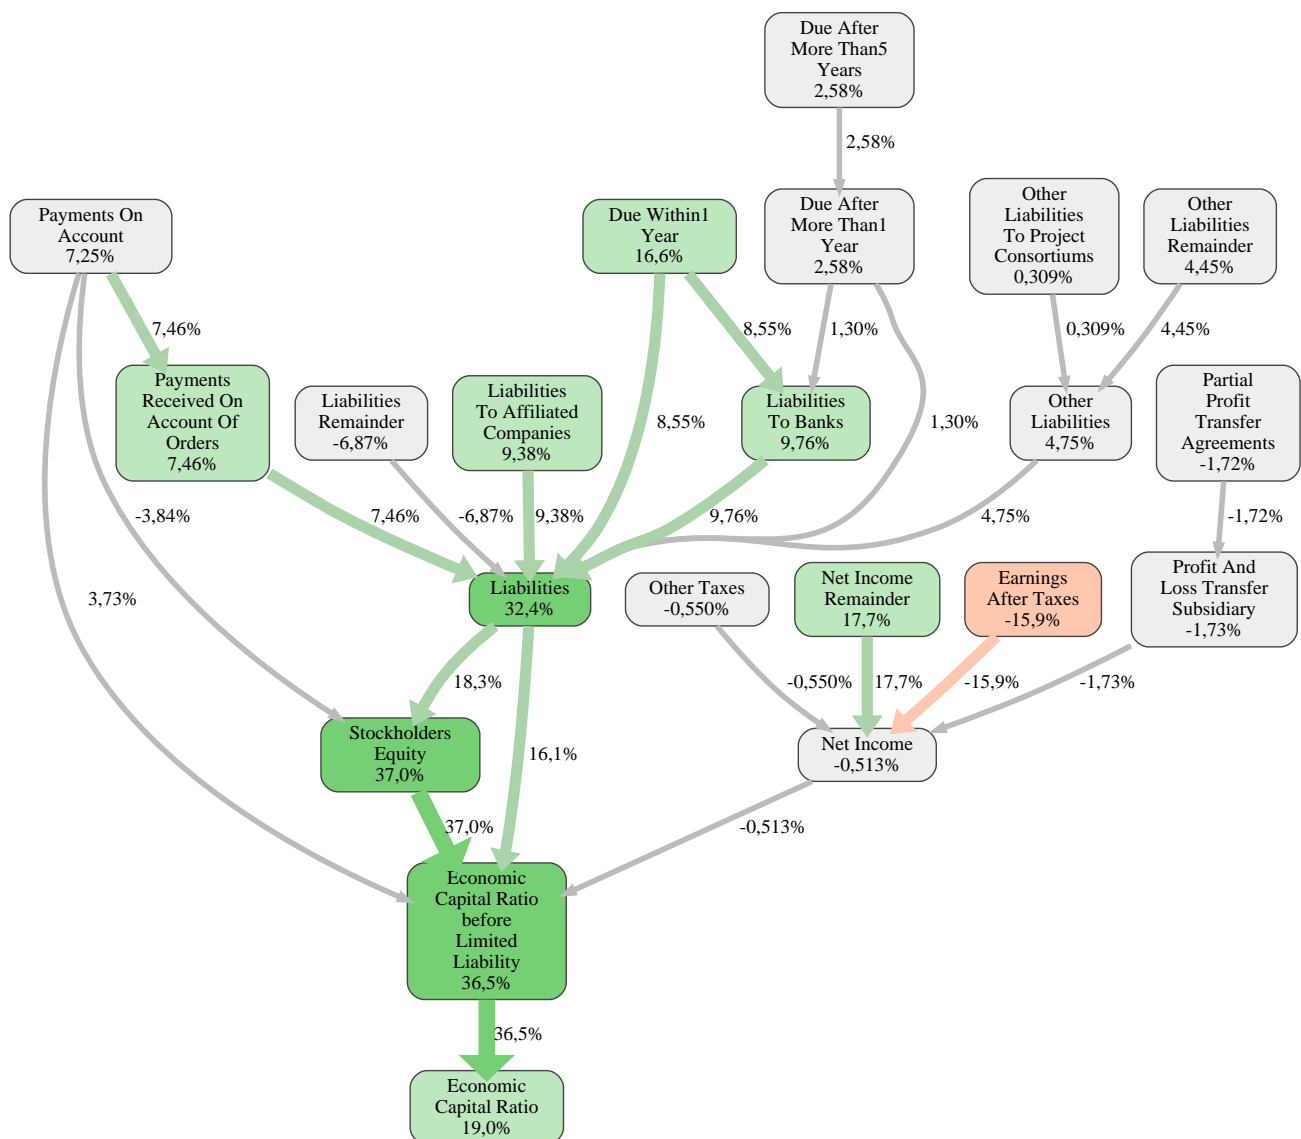 Due After
More Than5
Years
2,58%
2,58%
Payments On
Account
7,25%
Due Within1
Year
16,6%
Due After
More Than1
Year
2,58%
Other
Liabilities
To Project
Consortiums
0,309%
Other
Liabilities
Remainder
4,45%
7,46%
8,55%
1,30%
0,309%
4,45%
Payments
Received On
Account Of
Orders
7,46%
Liabilities
Remainder
-6,87%
Liabilities
To Affiliated
Companies
9,38%
8,55%
Liabilities
To Banks
9,76%
1,30%
Other
Liabilities
4,75%
Partial
Profit
Transfer
Agreements
-1,72%
-3,84%
7,46%
-6,87%
9,38%
9,76%
4,75%
-1,72%
3,73%
Liabilities
32,4%
Other Taxes
-0,550%
Net Income
Remainder
17,7%
Earnings
After Taxes
-15,9%
Profit And
Loss Transfer
Subsidiary
-1,73%
18,3%
-0,550%
17,7%
-15,9%
-1,73%
Stockholders
Equity
37,0%
16,1%
Net Income
-0,513%
37,0%
-0,513%
Economic
Capital Ratio
before
Limited
Liability
36,5%
36,5%
Economic
Capital Ratio
19,0%